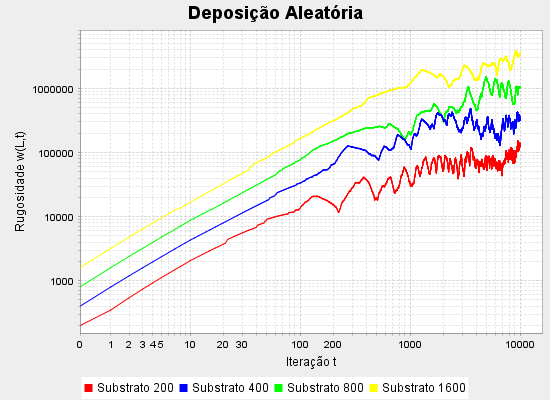 Deposição Aleatória
Rugosidade w(L,t)
1000000
100000
10000
1000
0 1 2 3 4 5 10 20 30 100 200 1000 10000
Iteração t
Substrato 200 Substrato 400 Substrato 800 Substrato 1600